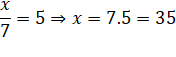 x/7 = 5 ⇒ x = 7.5 = 35